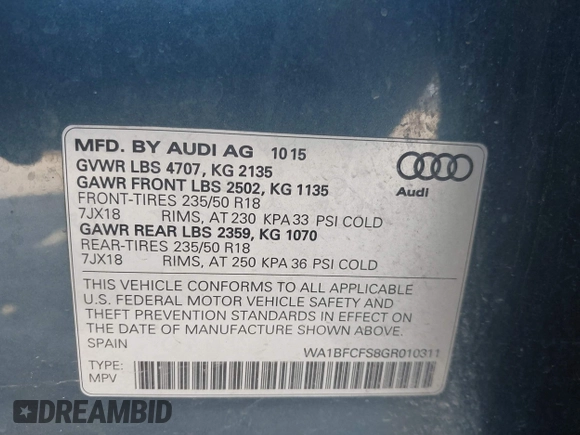 MFD. BY AUDI AG 10 15
GVWR LBS 4707, KG 2135
GAWR FRONT LBS 2502, KG 1135
FRONT-TIRES 235/50 R18
7JX18 RIMS, AT 230 KPA 33 PSI COLD
GAWR REAR LBS 2359, KG 1070
REAR-TIRES 235/50 R18
7JX18 RIMS, AT 250 KPA 36 PSI COLD
Audi
THIS VEHICLE CONFORMS TO ALL APPLICABLE
U.S. FEDERAL MOTOR VEHICLE SAFETY AND
THEFT PREVENTION STANDARDS IN EFFECT ON
THE DATE OF MANUFACTURE.
SPAIN
WA1BFCFS8GR010311
TYPE:
MPV
DREAMBID